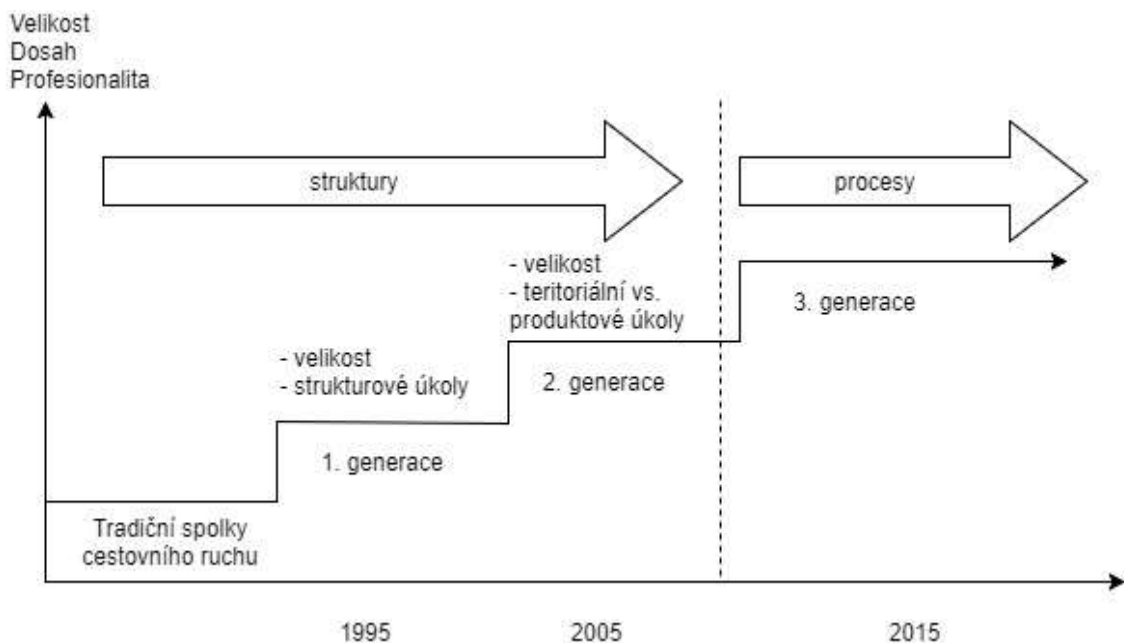 Velikost
Dosah
Profesionalita
struktury
procesy
- velikost
- teritoriální vs.
produktové úkoly
3. generace
- velikost
- strukturové úkoly
2. generace
1. generace
Tradiční spolky
cestovního ruchu
1995
2005
2015